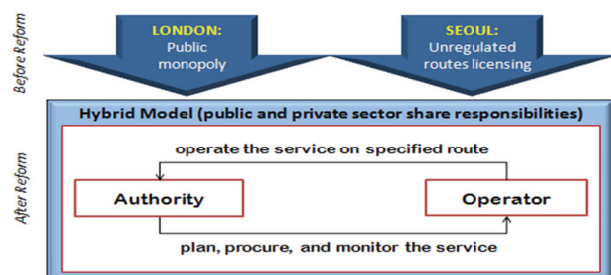 Before Reform
LONDON:
Public
monopoly
SEOUL:
Unregulated
routes licensing
After Reform
Hybrid Model (public and private sector share responsibilities)
operate the service on specified route
Authority
Operator
plan, procure, and monitor the service